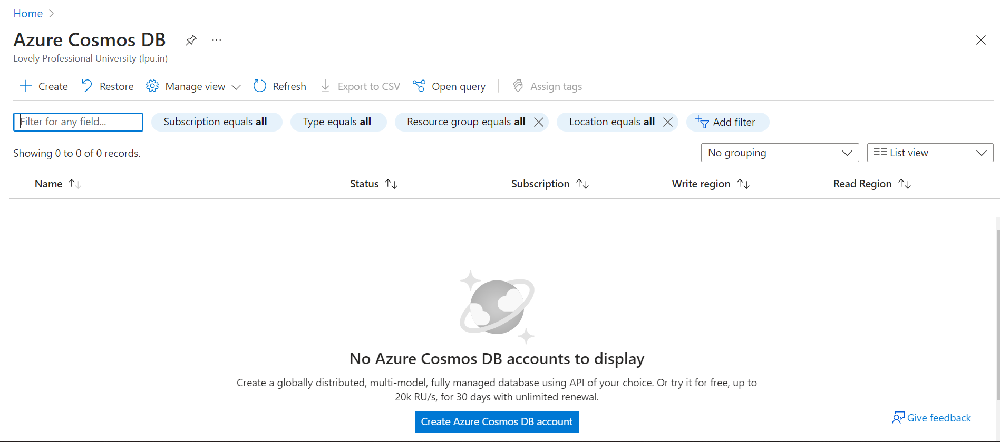 Home
Azure Cosmos DB
Lovely Professional University (lpu.in)
Create Restore Manage view Refresh Export to CSV Open query Assign tags
Filter for any field... Subscription equals all Type equals all Resource group equals all Location equals all Add filter
Showing 0 to 0 of 0 records. No grouping List view
Name Status Subscription Write region Read Region
No Azure Cosmos DB accounts to display
Create a globally distributed, multi-model, fully managed database using API of your choice. Or try it for free, up to
20k RU/s, for 30 days with unlimited renewal.
Create Azure Cosmos DB account
Give feedback